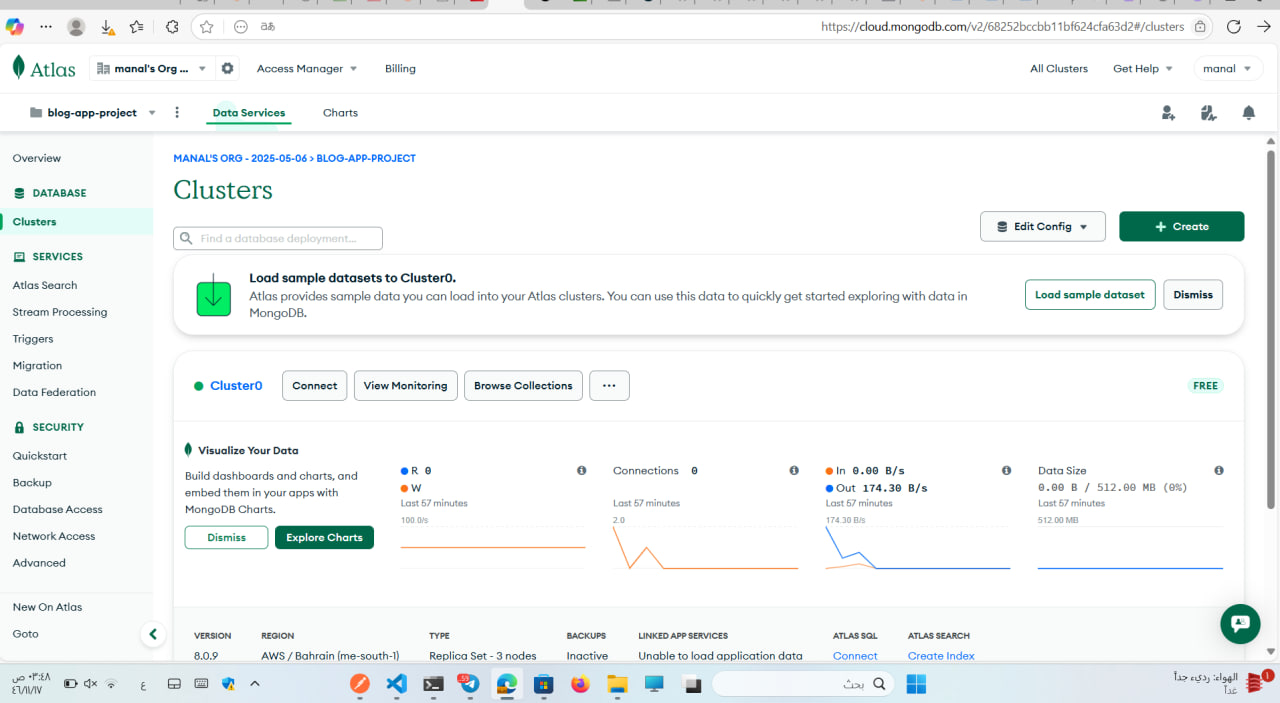 あぁ
https://cloud.mongodb.com/v2/68252bccbb11bf624cfa63d2#/clusters
Atlas
manal's Org ...
Access Manager
Billing
All Clusters
Get Help
manal
blog-app-project
Data Services
Charts
Overview
DATABASE
Clusters
SERVICES
Atlas Search
Stream Processing
Triggers
Migration
Data Federation
SECURITY
Quickstart
Backup
Database Access
Network Access
Advanced
New On Atlas
Goto
MANAL'S ORG - 2025-05-06 > BLOG-APP-PROJECT
Clusters
Find a database deployment...
Edit Config
+ Create
Load sample datasets to Cluster0.
Atlas provides sample data you can load into your Atlas clusters. You can use this data to quickly get started exploring with data in
MongoDB.
Load sample dataset
Dismiss
Cluster0
Connect
View Monitoring
Browse Collections
...
FREE
Visualize Your Data
Build dashboards and charts, and
embed them in your apps with
MongoDB Charts.
Dismiss
Explore Charts
R 0
W
Last 57 minutes
100.0/s
Connections 0
Last 57 minutes
2.0
In 0.00 B/s
Out 174.30 B/s
Last 57 minutes
174.30 B/s
Data Size
0.00 B / 512.00 MB (0%)
Last 57 minutes
512.00 MB
VERSION
REGION
TYPE
BACKUPS
LINKED APP SERVICES
ATLAS SQL
ATLAS SEARCH
8.0.9
AWS / Bahrain (me-south-1)
Replica Set - 3 nodes
Inactive
Unable to load application data
Connect
Create Index
٠٣:٤٨ ص
٤٦/١١/١٧
ع
59
بحث
الهواء: رديء جداً
غداً
1